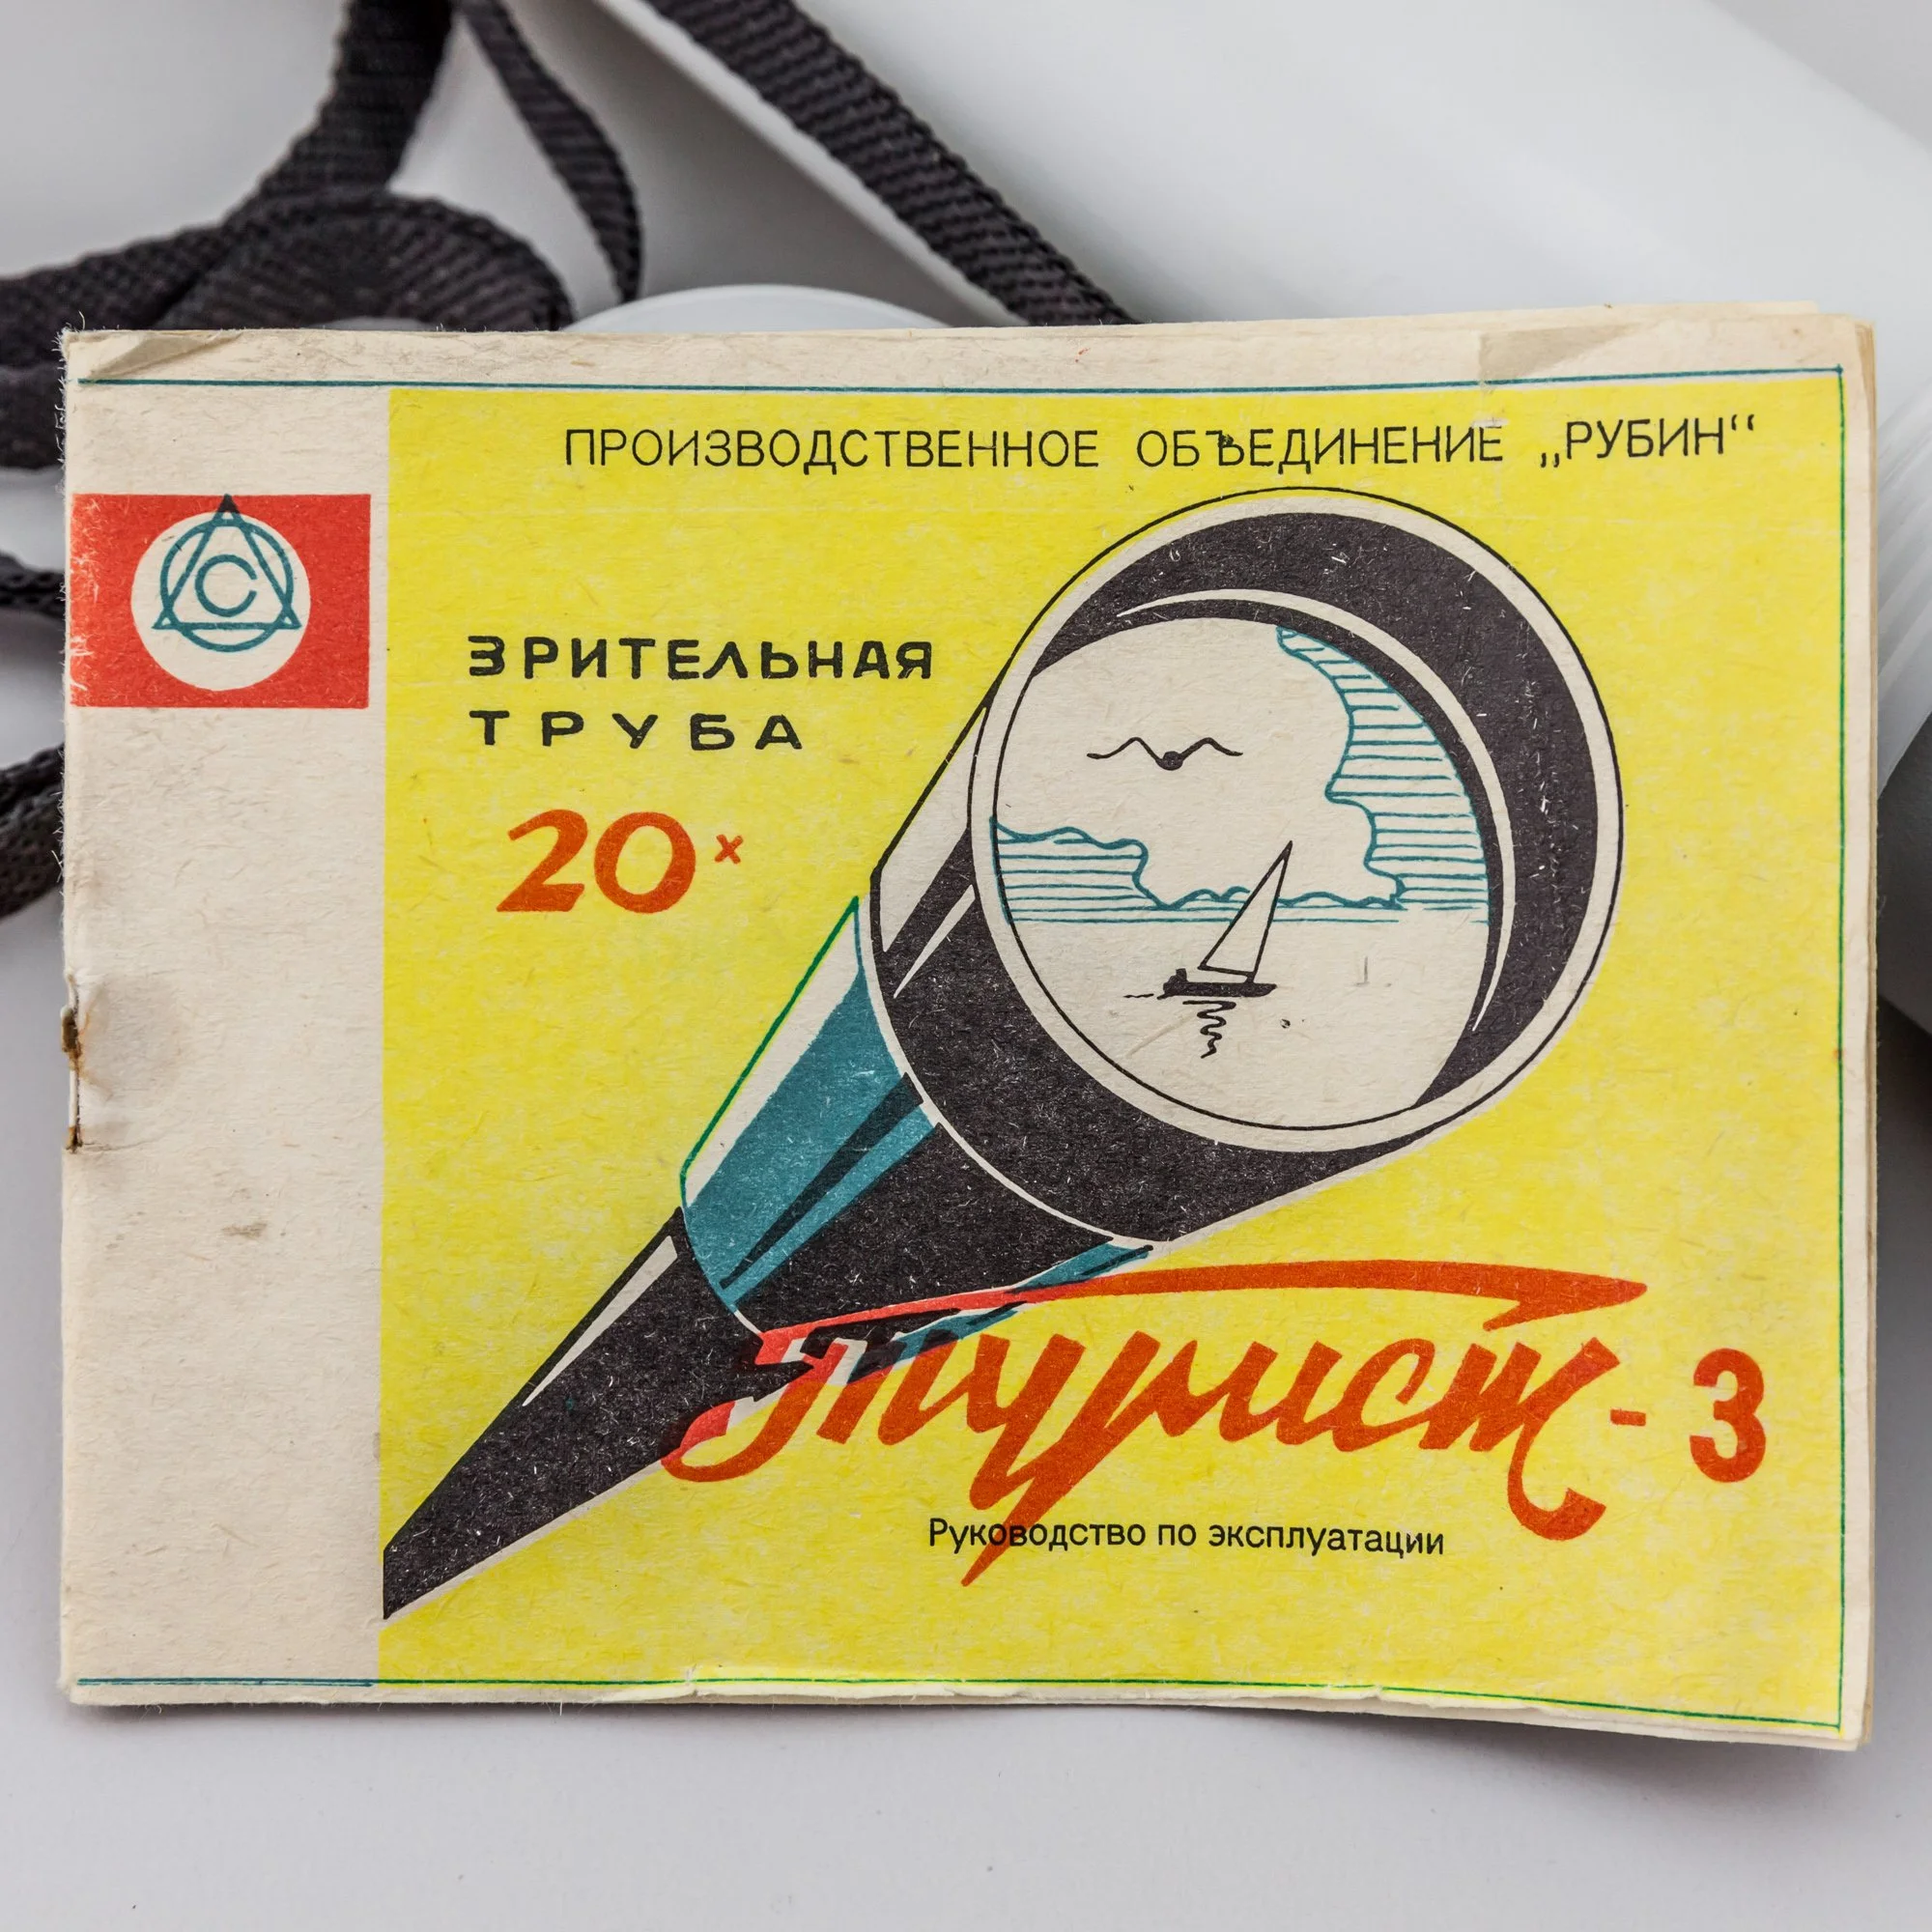 ПРОИЗВОДСТВЕННОЕ ОБЪЕДИНЕНИЕ „РУБИН“
С
ЗРИТЕЛЬНАЯ
ТРУБА
20x
Турист - 3
Руководство по эксплуатации